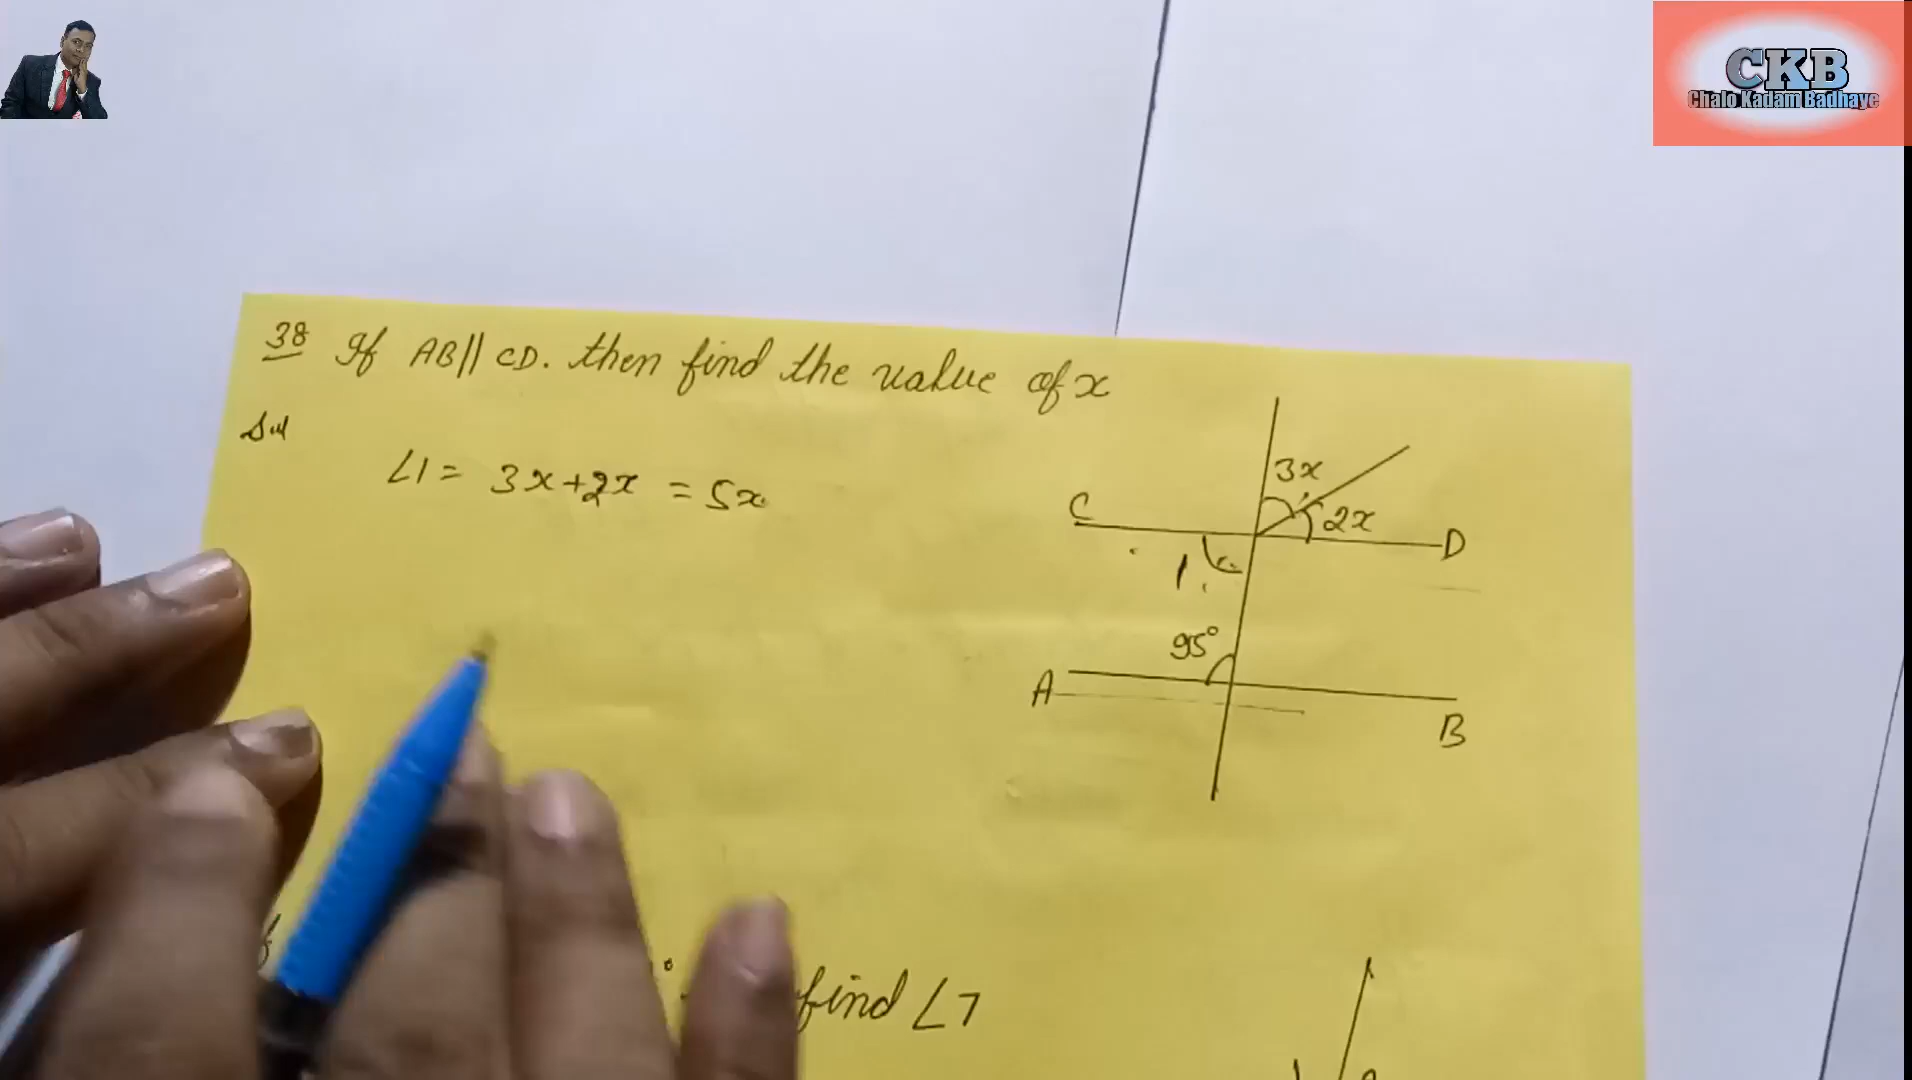 CKB
Chalo Kadam Badhaye
38 If AB || CD. then find the value of x
Sol
∠1 = 3x+2x = 5x
3x
2x
C
D
1
95°
A
B
find ∠7